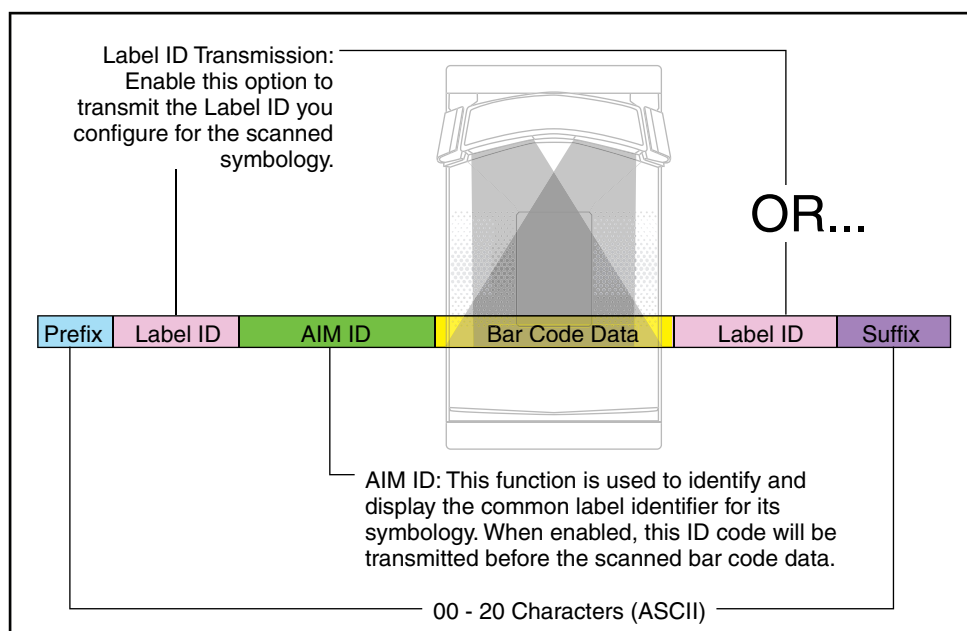 Label ID Transmission:
Enable this option to
transmit the Label ID you
configure for the scanned
symbology.
OR...
Prefix Label ID AIM ID Bar Code Data Label ID Suffix
AIM ID: This function is used to identify and
display the common label identifier for its
symbology. When enabled, this ID code will be
transmitted before the scanned bar code data.
00 - 20 Characters (ASCII)